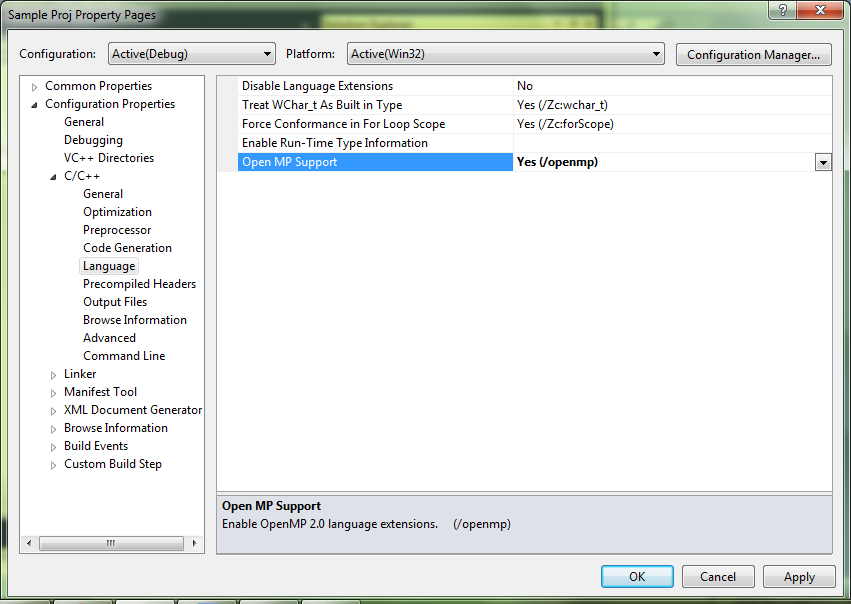 Sample Proj Property Pages
Configuration: Active(Debug) Platform: Active(Win32) Configuration Manager...
Common Properties
Configuration Properties
General
Debugging
VC++ Directories
C/C++
General
Optimization
Preprocessor
Code Generation
Language
Precompiled Headers
Output Files
Browse Information
Advanced
Command Line
Linker
Manifest Tool
XML Document Generator
Browse Information
Build Events
Custom Build Step
Disable Language Extensions No
Treat WChar_t As Built in Type Yes (/Zc:wchar_t)
Force Conformance in For Loop Scope Yes (/Zc:forScope)
Enable Run-Time Type Information
Open MP Support Yes (/openmp)
Open MP Support
Enable OpenMP 2.0 language extensions. (/openmp)
OK Cancel Apply